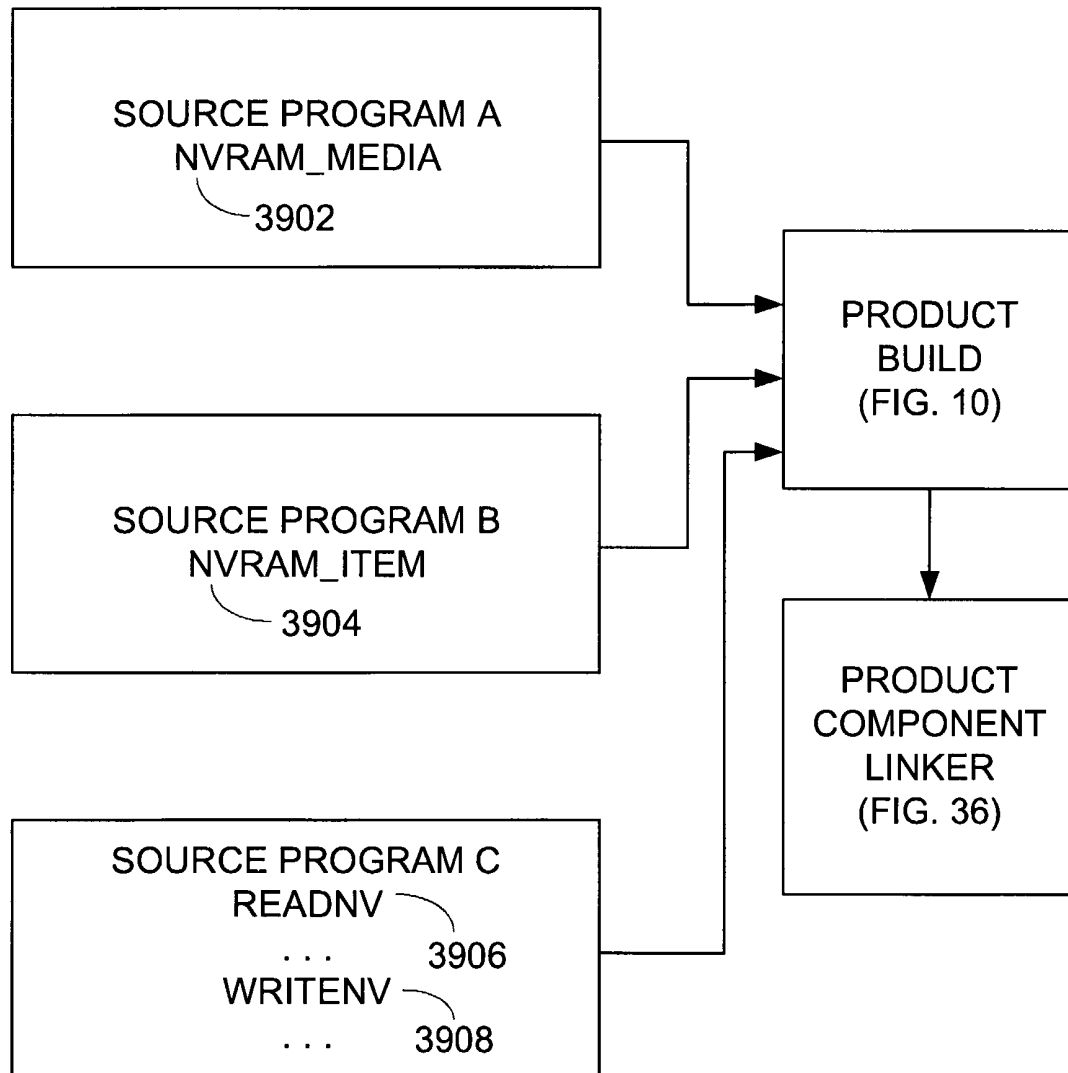 SOURCE PROGRAM A
NVRAM_MEDIA
3902
SOURCE PROGRAM B
NVRAM_ITEM
3904
SOURCE PROGRAM C
READNV
. . . 3906
WRITENV
. . . 3908
PRODUCT
BUILD
(FIG. 10)
PRODUCT
COMPONENT
LINKER
(FIG. 36)